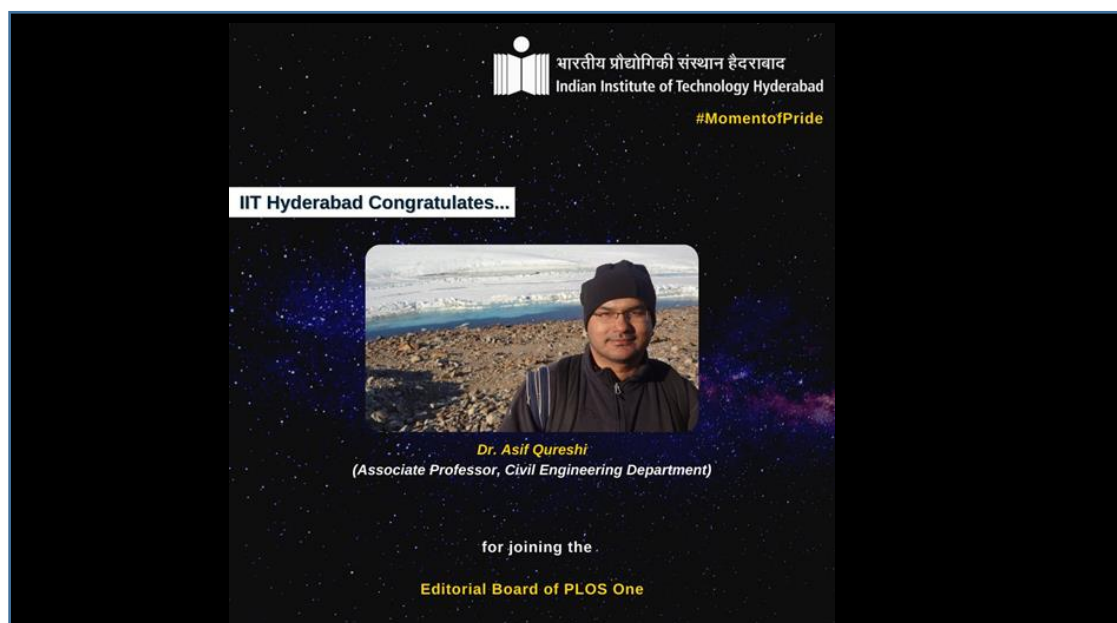 भारतीय प्रौद्योगिकी संस्थान हैदराबाद
Indian Institute of Technology Hyderabad
#MomentofPride
IIT Hyderabad Congratulates...
Dr. Asif Qureshi
(Associate Professor, Civil Engineering Department)
for joining the
Editorial Board of PLOS One